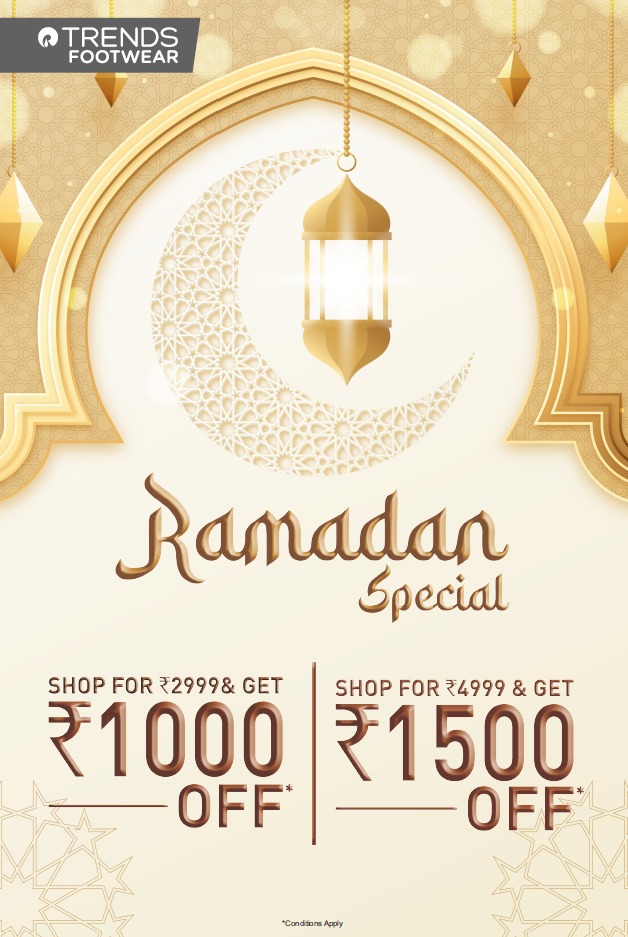 TRENDS
FOOTWEAR
Ramadan
Special
SHOP FOR ₹2999& GET
₹1000
OFF*
SHOP FOR ₹4999 & GET
₹1500
OFF*
*Conditions Apply